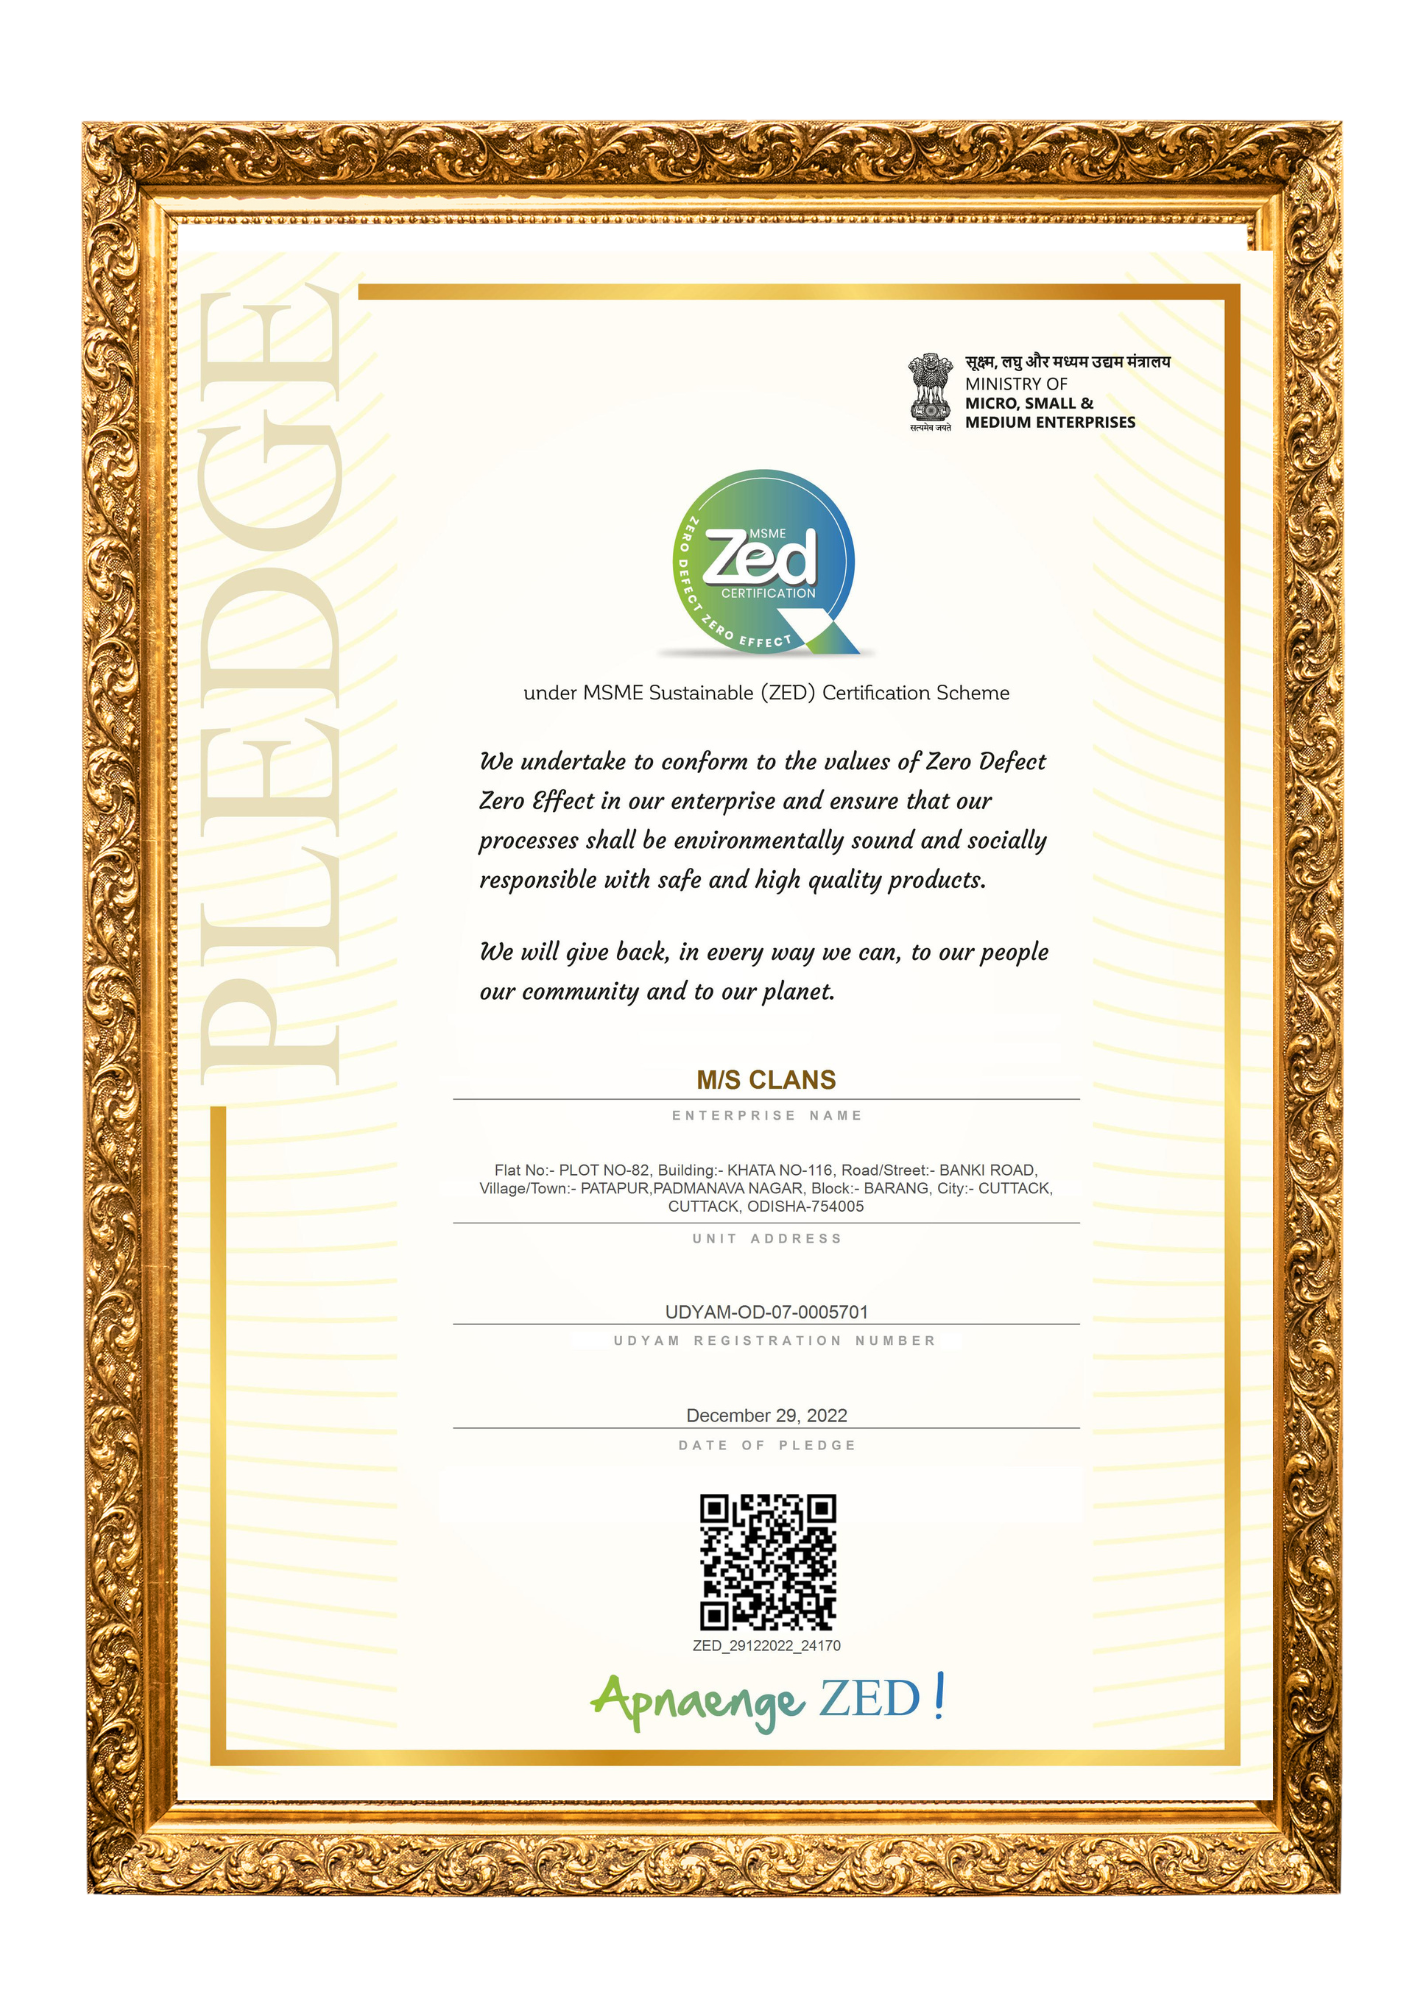 PLEDGE
सूक्ष्म, लघु और मध्यम उद्यम मंत्रालय
MINISTRY OF
MICRO, SMALL &
MEDIUM ENTERPRISES
सत्यमेव जयते
MSME
Zed
CERTIFICATION
ZERO DEFECT ZERO EFFECT
under MSME Sustainable (ZED) Certification Scheme
We undertake to conform to the values of Zero Defect
Zero Effect in our enterprise and ensure that our
processes shall be environmentally sound and socially
responsible with safe and high quality products.
We will give back, in every way we can, to our people
our community and to our planet.
M/S CLANS
ENTERPRISE NAME
Flat No:- PLOT NO-82, Building:- KHATA NO-116, Road/Street:- BANKI ROAD,
Village/Town:- PATAPUR,PADMANAVA NAGAR, Block:- BARANG, City:- CUTTACK,
CUTTACK, ODISHA-754005
UNIT ADDRESS
UDYAM-OD-07-0005701
UDYAM REGISTRATION NUMBER
December 29, 2022
DATE OF PLEDGE
ZED_29122022_24170
Apnaenge ZED !